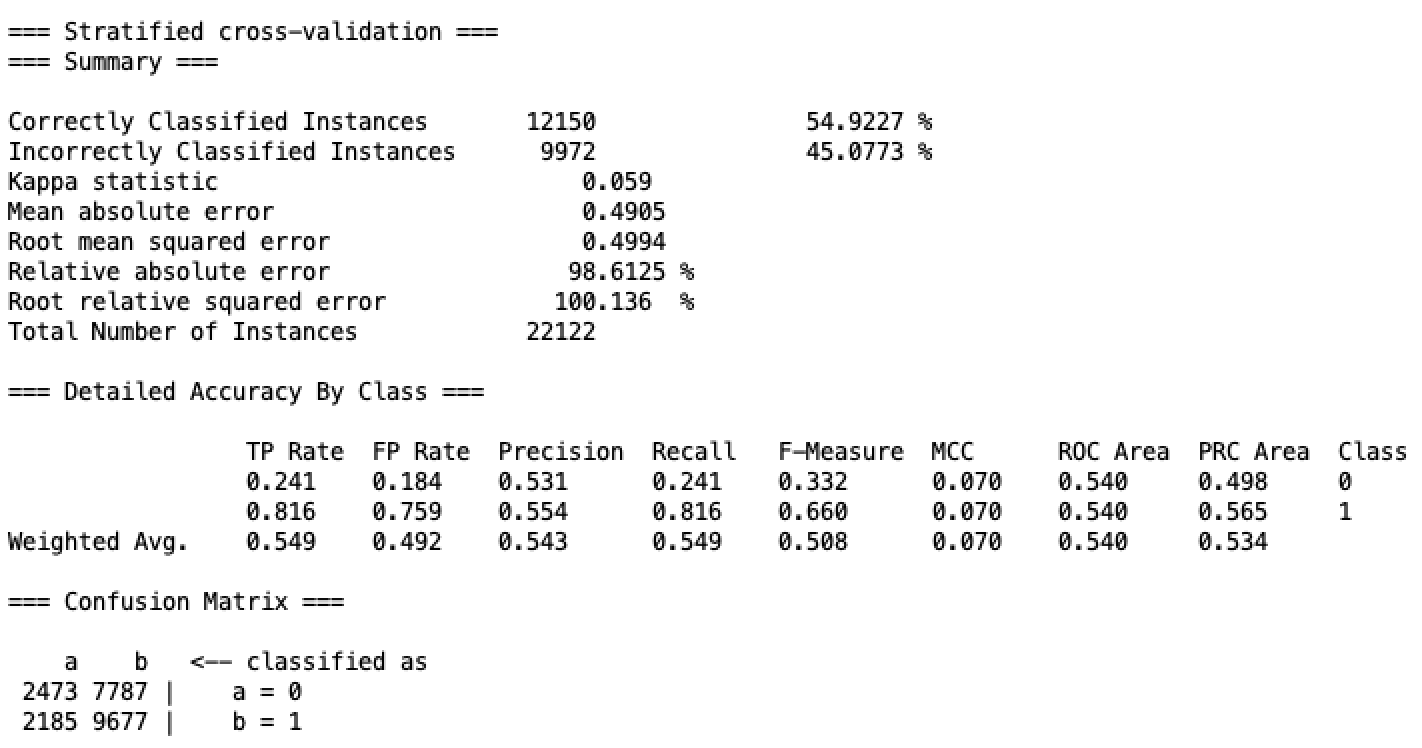 === Stratified cross-validation ===
=== Summary ===
Correctly Classified Instances 12150 54.9227 %
Incorrectly Classified Instances 9972 45.0773 %
Kappa statistic 0.059
Mean absolute error 0.4905
Root mean squared error 0.4994
Relative absolute error 98.6125 %
Root relative squared error 100.136 %
Total Number of Instances 22122
=== Detailed Accuracy By Class ===
TP Rate FP Rate Precision Recall F-Measure MCC ROC Area PRC Area Class
0.241 0.184 0.531 0.241 0.332 0.070 0.540 0.498 0
0.816 0.759 0.554 0.816 0.660 0.070 0.540 0.565 1
Weighted Avg. 0.549 0.492 0.543 0.549 0.508 0.070 0.540 0.534
=== Confusion Matrix ===
a b <-- classified as
2473 7787 | a = 0
2185 9677 | b = 1